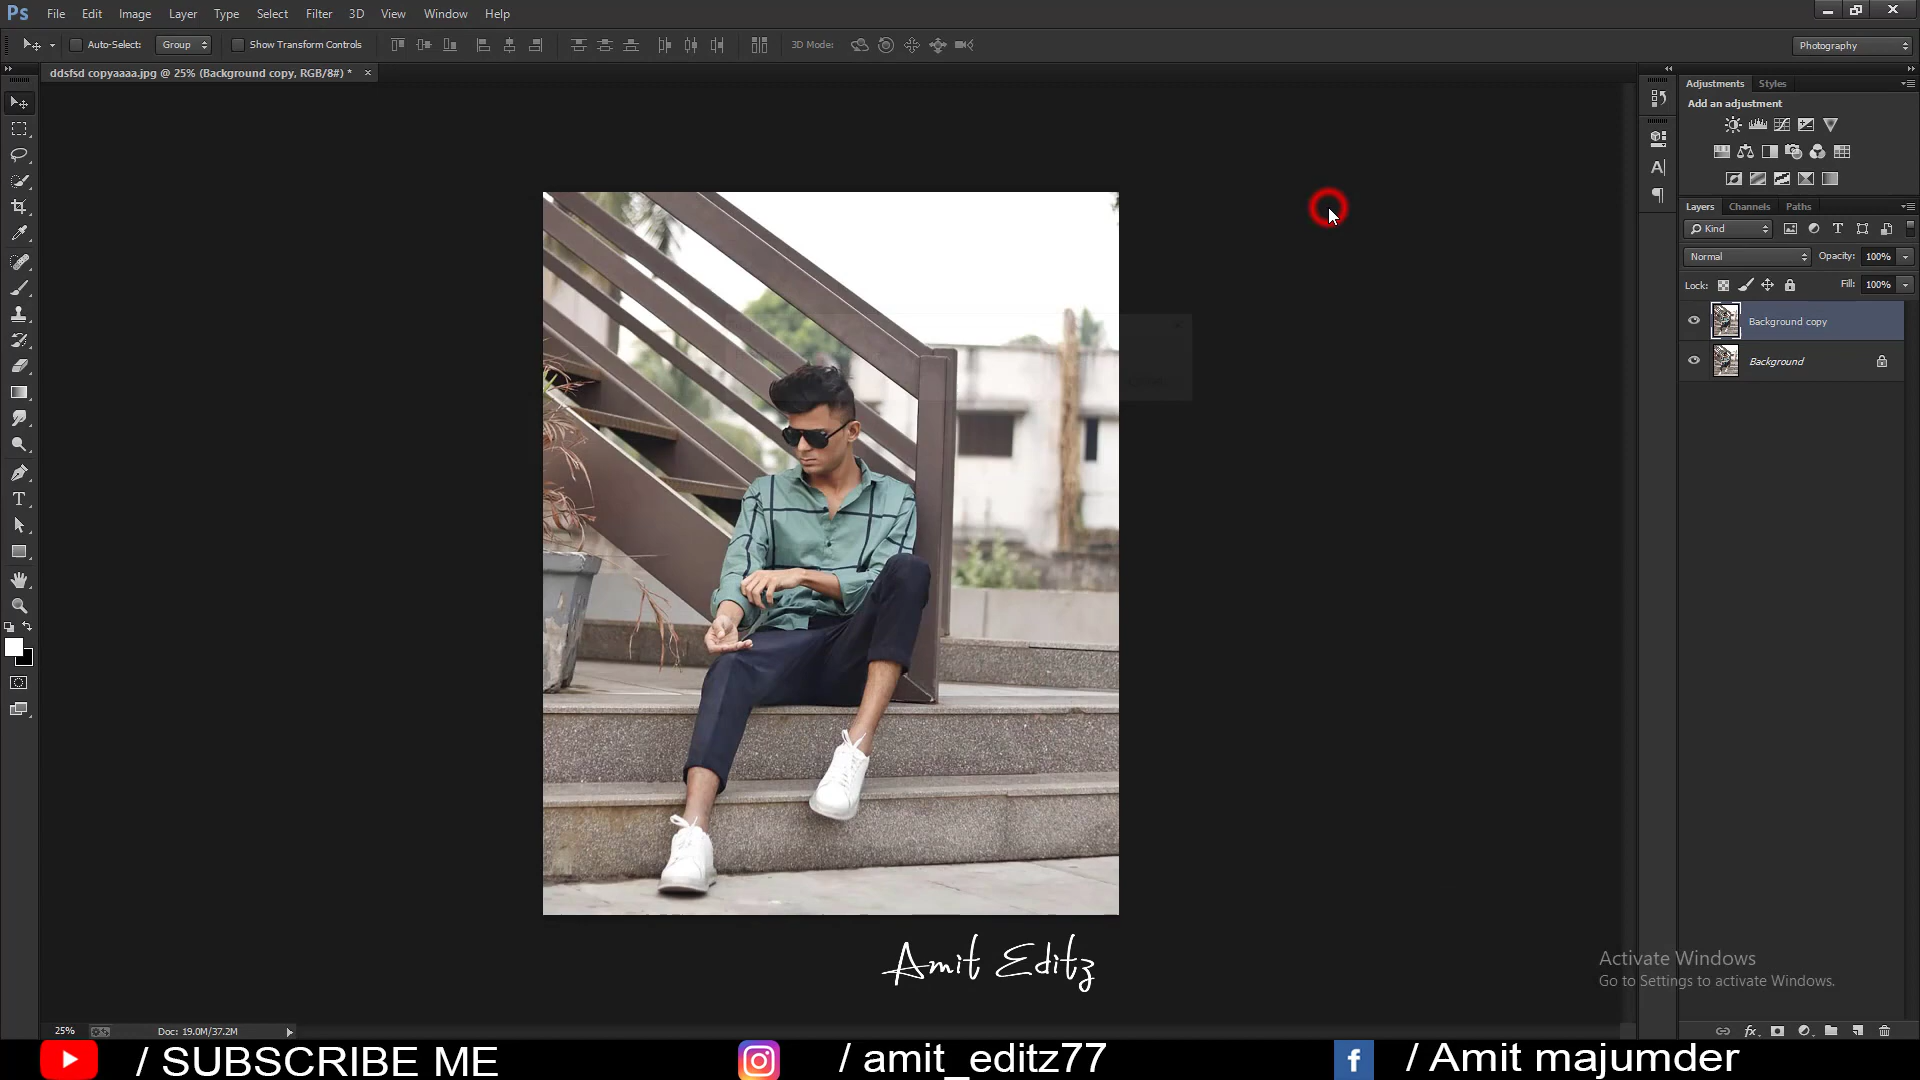 Ps File Edit Image Layer Type Select Filter 3D View Window Help
Auto-Select: Group Show Transform Controls 3D Mode: Photography
ddsfsd copyaaaa.jpg @ 25% (Background copy, RGB/8#) * ×
Adjustments Styles
Add an adjustment
Layers Channels Paths
Kind
Normal Opacity: 100%
Lock: Fill: 100%
Background copy
Background
Amit Editz
Activate Windows
Go to Settings to activate Windows.
25% Doc: 19.0M/37.2M
/ SUBSCRIBE ME / amit_editz77 / Amit majumder